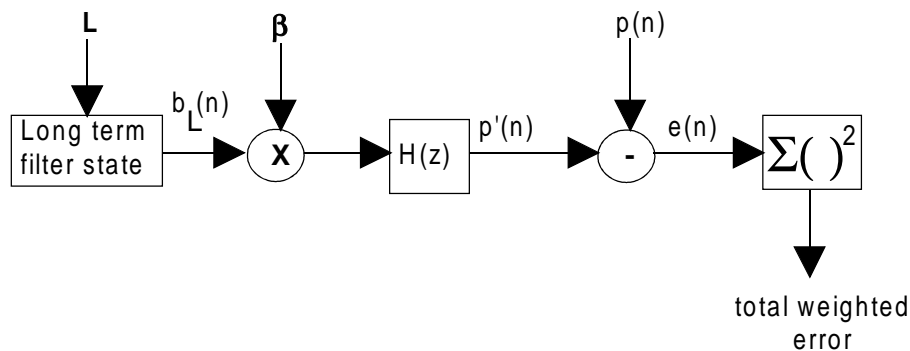 L
β
p(n)
b_L(n)
Long term
filter state
X
H(z)
p'(n)
-
e(n)
Σ( )²
total weighted
error